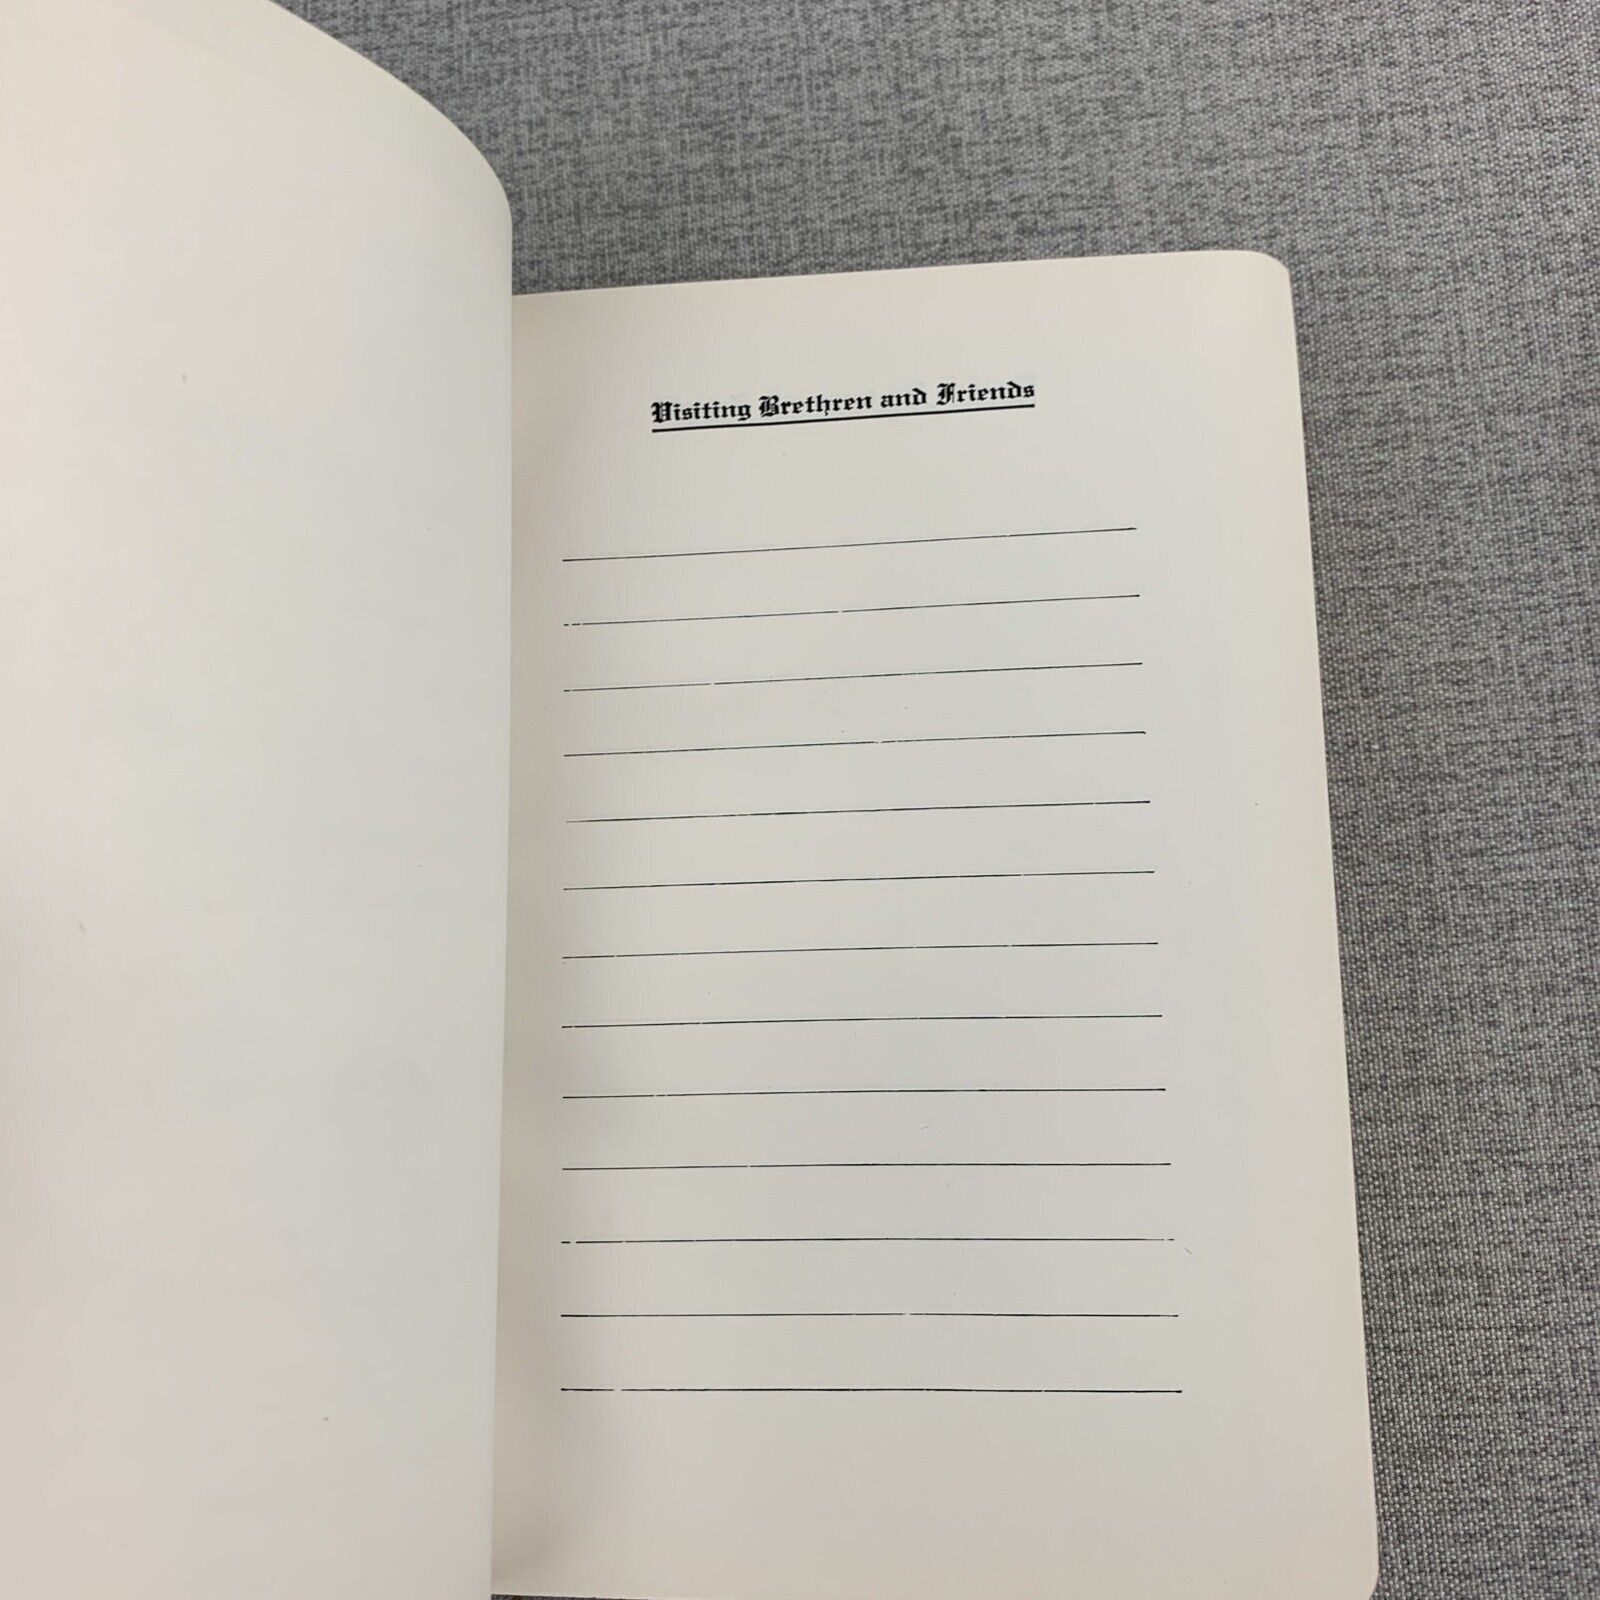 Visiting Brethren and Friends